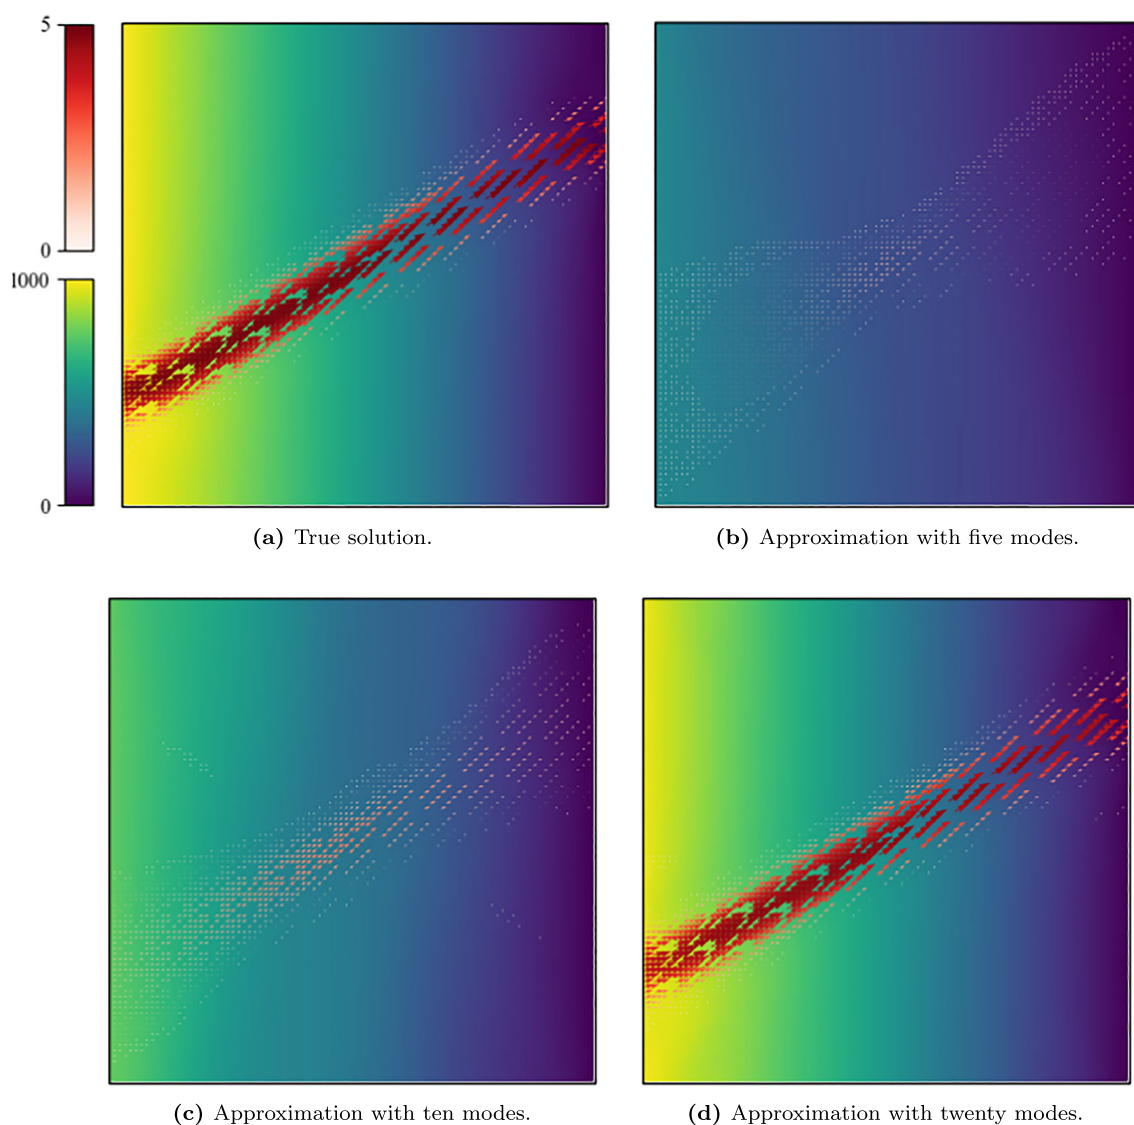 5
0
1000
0
(a) True solution.
(b) Approximation with five modes.
(c) Approximation with ten modes.
(d) Approximation with twenty modes.